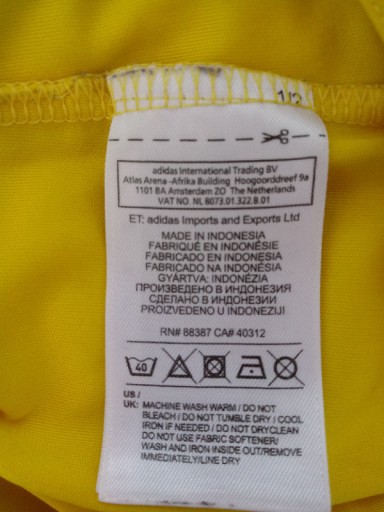 1/2
adidas International Trading BV
Atlas Arena -Afrika Building Hoogoorddreef 9a
1101 BA Amsterdam ZO The Netherlands
VAT NO. NL 8073.01.322.B.01
ET: adidas Imports and Exports Ltd
MADE IN INDONESIA
FABRIQUÉ EN INDONÉSIE
FABRICADO EN INDONESIA
FABRICADO NA INDONÉSIA
GYÁRTVA: INDONÉZIA
ПРОИЗВЕДЕНО В ИНДОНЕЗИИ
СДЕЛАНО В ИНДОНЕЗИИ
PROIZVEDENO U INDONEZIJI
RN# 88387 CA# 40312
40
US /
UK: MACHINE WASH WARM / DO NOT
BLEACH / DO NOT TUMBLE DRY / COOL
IRON IF NEEDED / DO NOT DRYCLEAN
DO NOT USE FABRIC SOFTENER/
WASH AND IRON INSIDE OUT/REMOVE
IMMEDIATELY/LINE DRY